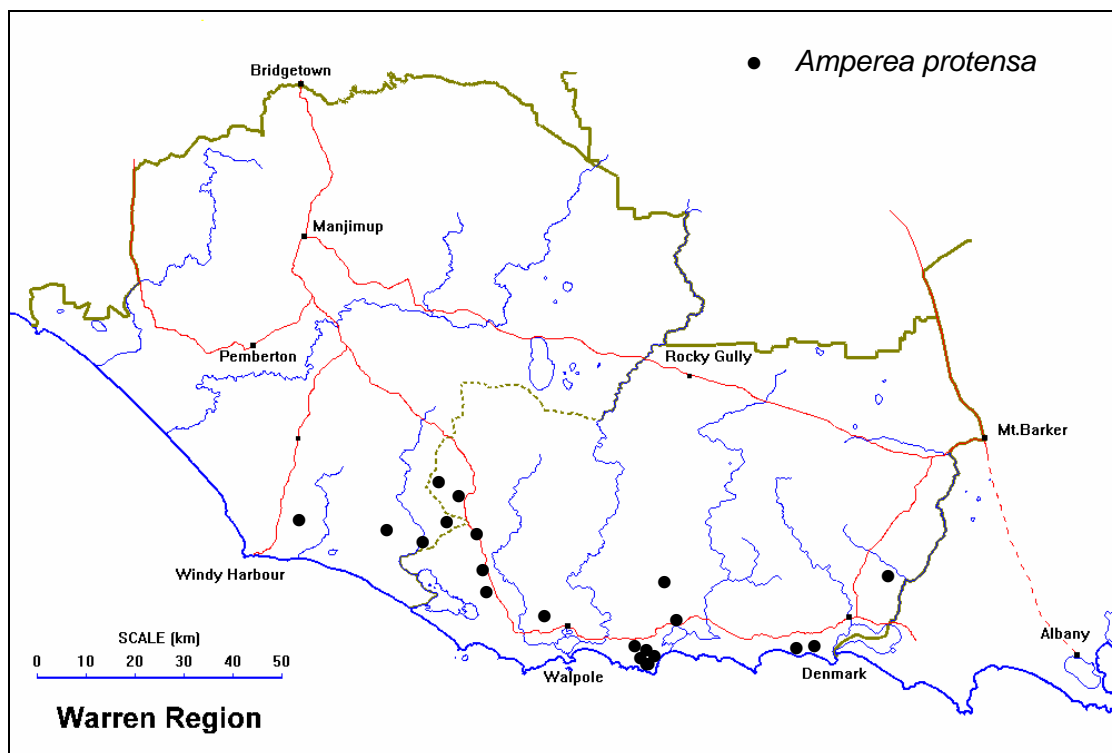 Amperea protensa
Bridgetown
Manjimup
Pemberton
Rocky Gully
Mt.Barker
Windy Harbour
SCALE (km)
0 10 20 30 40 50
Walpole
Denmark
Albany
Warren Region